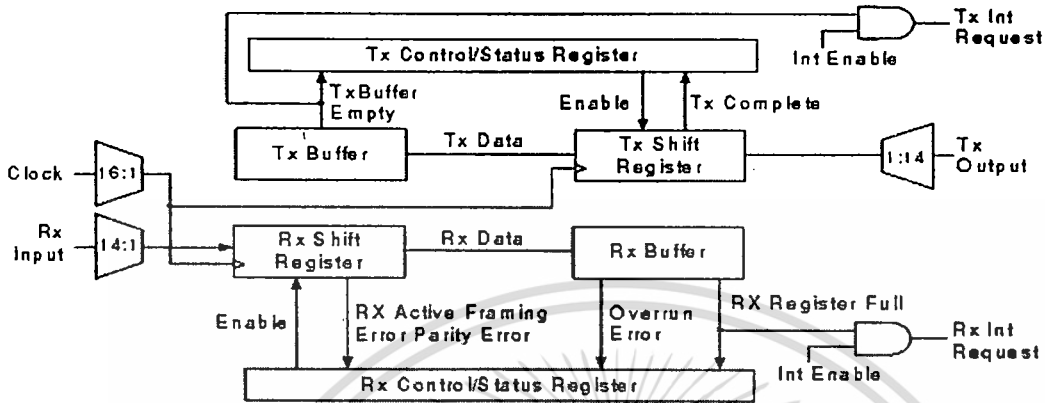 Tx Int
Request
Int Enable
Tx Control/Status Register
TxBuffer
Empty
Enable
Tx Complete
Tx Buffer
Tx Data
Tx Shift
Register
1:14
Tx
Output
Clock
16:1
Rx
Input
14:1
Rx Shift
Register
Rx Data
Rx Buffer
Enable
RX Active Framing
Error Parity Error
Overrun
Error
RX Register Full
Rx Int
Request
Int Enable
Rx Control/Status Register